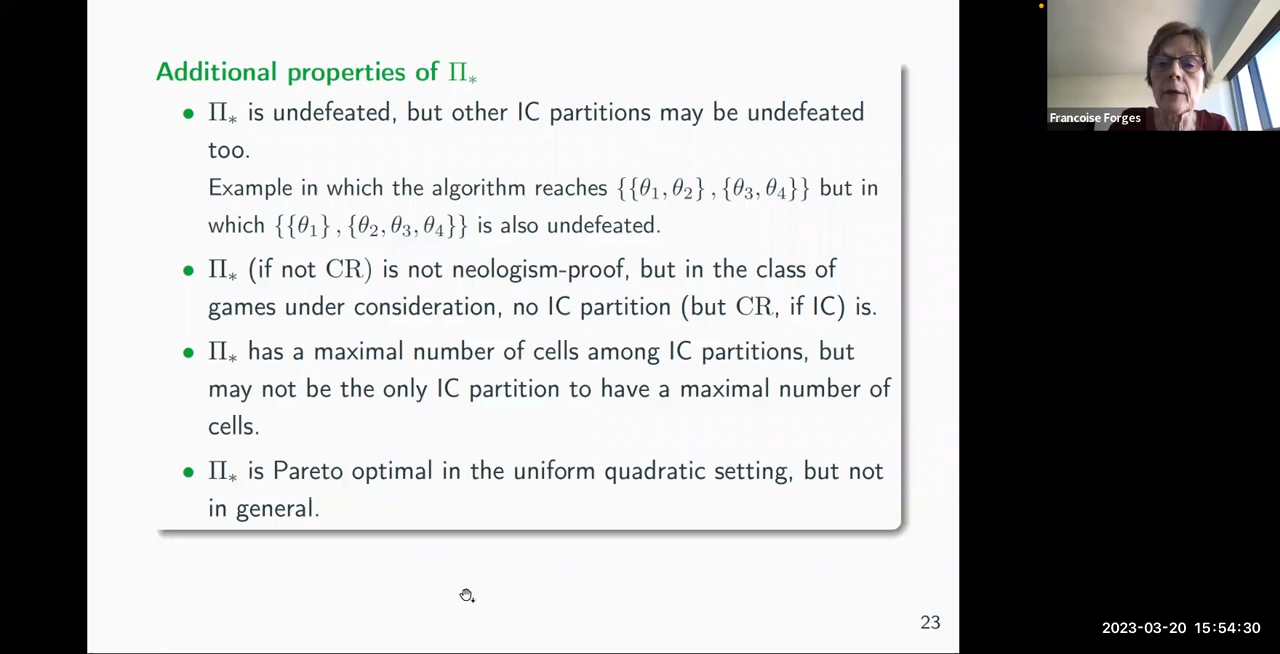 Additional properties of Π∗
• Π∗ is undefeated, but other IC partitions may be undefeated
too.
Example in which the algorithm reaches {{θ1, θ2} , {θ3, θ4}} but in
which {{θ1} , {θ2, θ3, θ4}} is also undefeated.
• Π∗ (if not CR) is not neologism-proof, but in the class of
games under consideration, no IC partition (but CR, if IC) is.
• Π∗ has a maximal number of cells among IC partitions, but
may not be the only IC partition to have a maximal number of
cells.
• Π∗ is Pareto optimal in the uniform quadratic setting, but not
in general.
23
Francoise Forges
2023-03-20 15:54:30